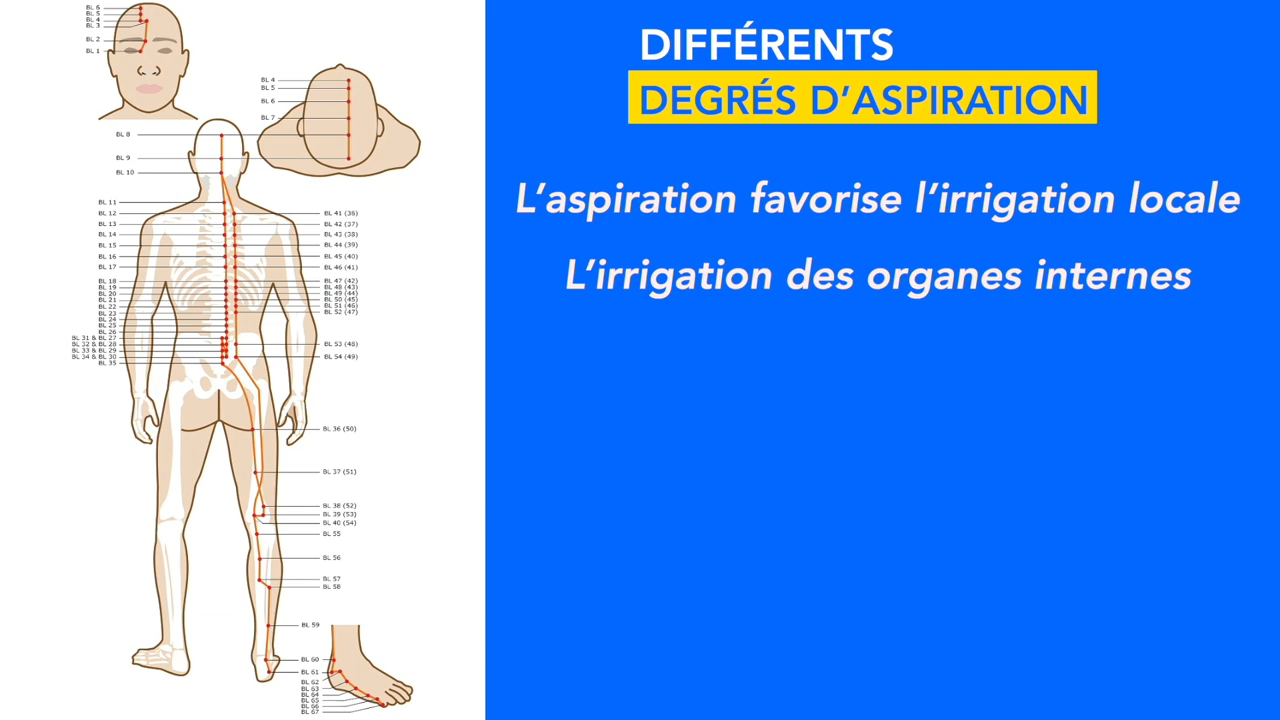 DIFFÉRENTS
DEGRÉS D'ASPIRATION
L'aspiration favorise l'irrigation locale
L'irrigation des organes internes
BL 6
BL 5
BL 4
BL 3
BL 2
BL 1
BL 4
BL 5
BL 6
BL 7
BL 8
BL 9
BL 10
BL 11
BL 12
BL 13
BL 14
BL 15
BL 16
BL 17
BL 18
BL 19
BL 20
BL 21
BL 22
BL 23
BL 24
BL 25
BL 26
BL 31 & BL 27
BL 32 & BL 28
BL 33 & BL 29
BL 34 & BL 30
BL 35
BL 41 (36)
BL 42 (37)
BL 43 (38)
BL 44 (39)
BL 45 (40)
BL 46 (41)
BL 47 (42)
BL 48 (43)
BL 49 (44)
BL 50 (45)
BL 51 (46)
BL 52 (47)
BL 53 (48)
BL 54 (49)
BL 36 (50)
BL 37 (51)
BL 38 (52)
BL 39 (53)
BL 40 (54)
BL 55
BL 56
BL 57
BL 58
BL 59
BL 60
BL 61
BL 62
BL 63
BL 64
BL 65
BL 66
BL 67